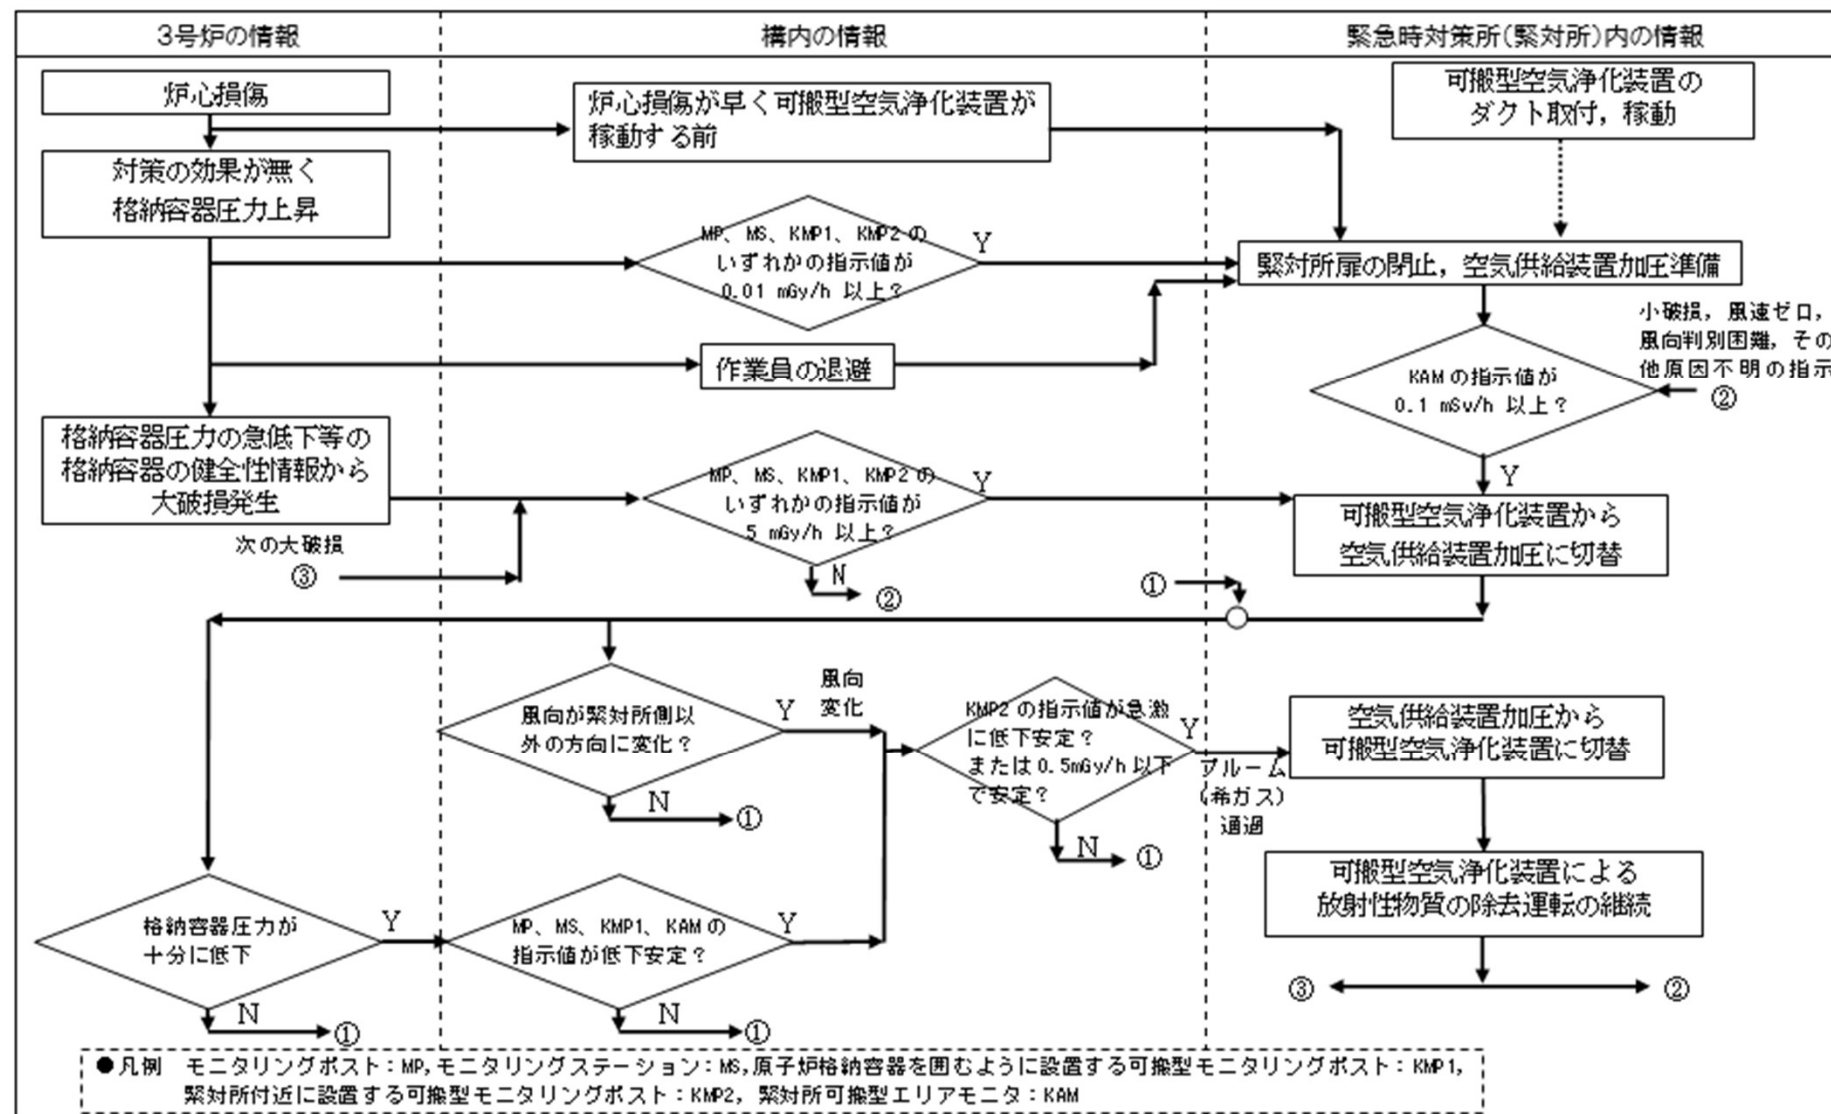 3号炉の情報
構内の情報
緊急時対策所(緊対所)内の情報
炉心損傷
炉心損傷が早く可搬型空気浄化装置が
稼動する前
可搬型空気浄化装置の
ダクト取付，稼動
対策の効果が無く
格納容器圧力上昇
MP、MS、KMP1、KMP2の
いずれかの指示値が
0.01 mGy/h 以上？
Y
緊対所扉の閉止，空気供給装置加圧準備
作業員の退避
小破損，風速ゼロ，
風向判別困難，その
他原因不明の指示
②
KAMの指示値が
0.1 mSv/h 以上？
Y
格納容器圧力の急低下等の
格納容器の健全性情報から
大破損発生
次の大破損
③
MP、MS、KMP1、KMP2の
いずれかの指示値が
5 mGy/h 以上？
Y
N
②
可搬型空気浄化装置から
空気供給装置加圧に切替
①
風向が緊対所側以
外の方向に変化？
Y
風向
変化
N
①
KMP2の指示値が急激
に低下安定？
または0.5mGy/h以下
で安定？
Y
プルーム
(希ガス)
通過
N
①
空気供給装置加圧から
可搬型空気浄化装置に切替
可搬型空気浄化装置による
放射性物質の除去運転の継続
③
②
格納容器圧力が
十分に低下
Y
N
①
MP、MS、KMP1、KAMの
指示値が低下安定？
Y
N
①
●凡例 モニタリングポスト：MP，モニタリングステーション：MS，原子炉格納容器を囲むように設置する可搬型モニタリングポスト：KMP1，
緊対所付近に設置する可搬型モニタリングポスト：KMP2，緊対所可搬型エリアモニタ：KAM